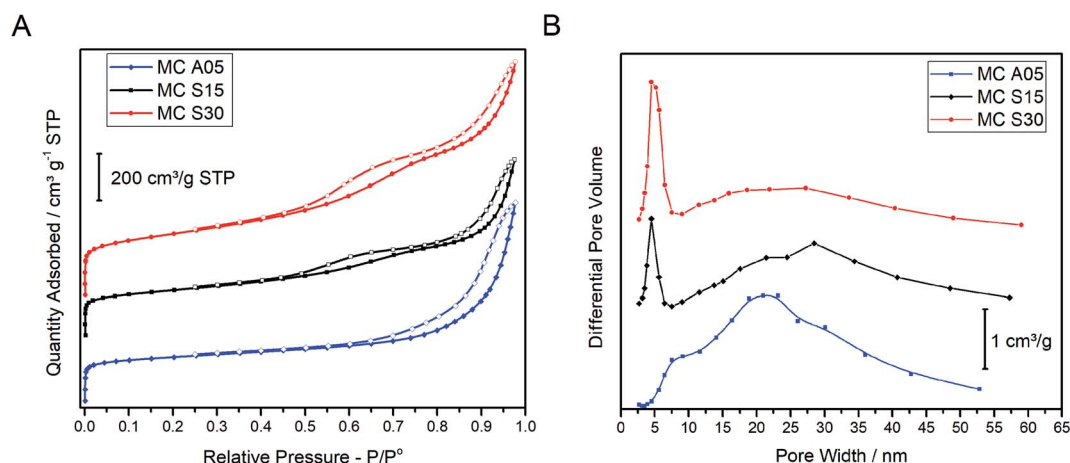 A
MC A05
MC S15
MC S30
200 cm³/g STP
Quantity Adsorbed / cm³ g⁻¹ STP
0.0 0.1 0.2 0.3 0.4 0.5 0.6 0.7 0.8 0.9 1.0
Relative Pressure - P/P°
B
MC A05
MC S15
MC S30
1 cm³/g
Differential Pore Volume
0 5 10 15 20 25 30 35 40 45 50 55 60 65
Pore Width / nm